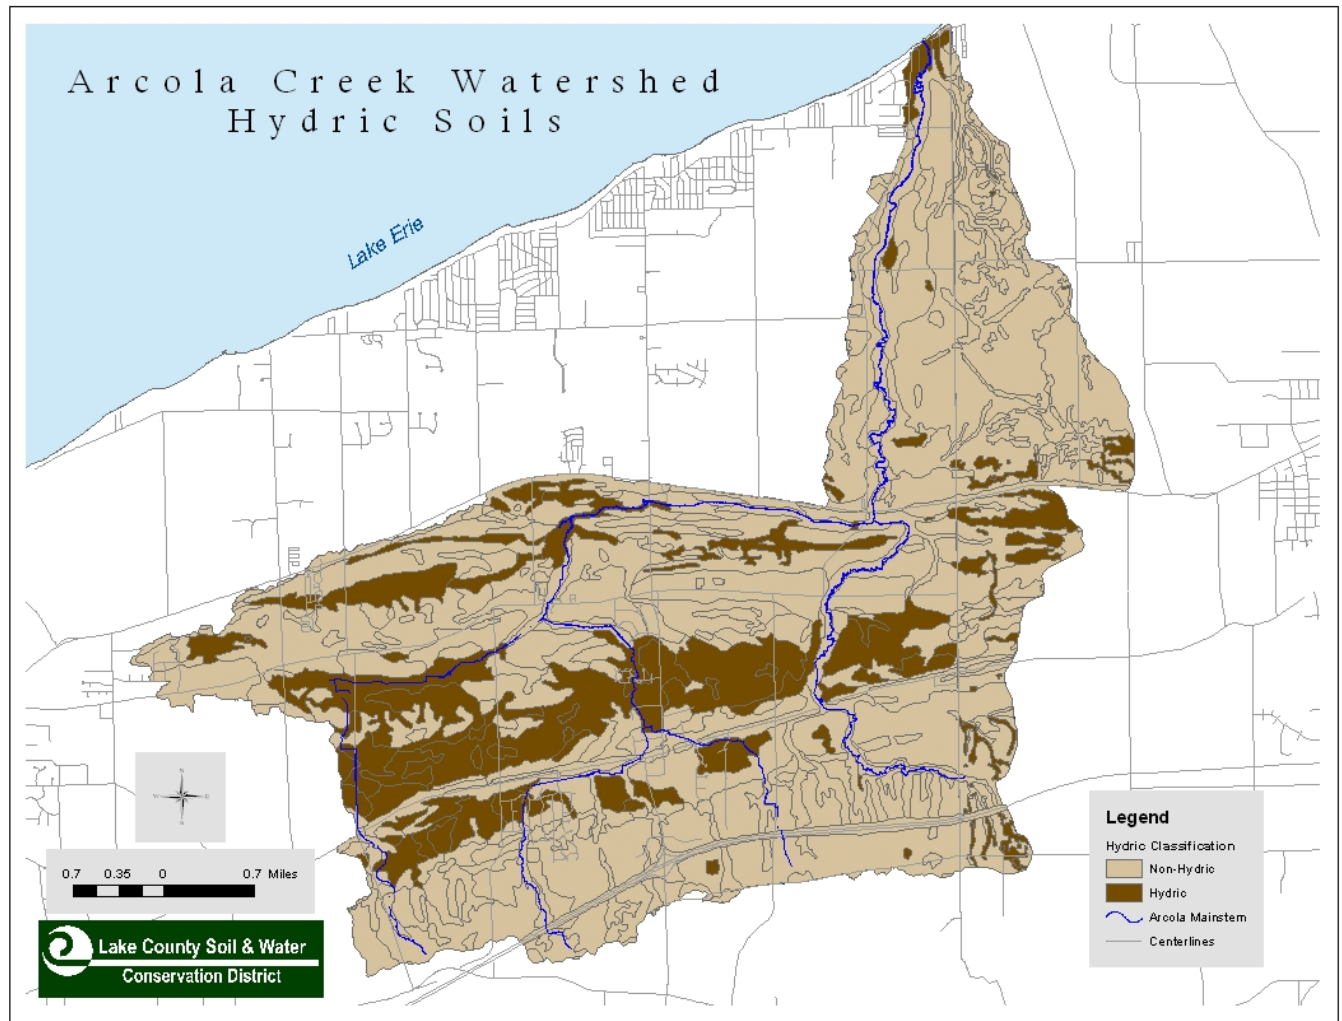 Arcola Creek Watershed
Hydric Soils
Lake Erie
N
W
E
S
0.7 0.35 0 0.7 Miles
Lake County Soil & Water
Conservation District
Legend
Hydric Classification
Non-Hydric
Hydric
Arcola Mainstem
Centerlines